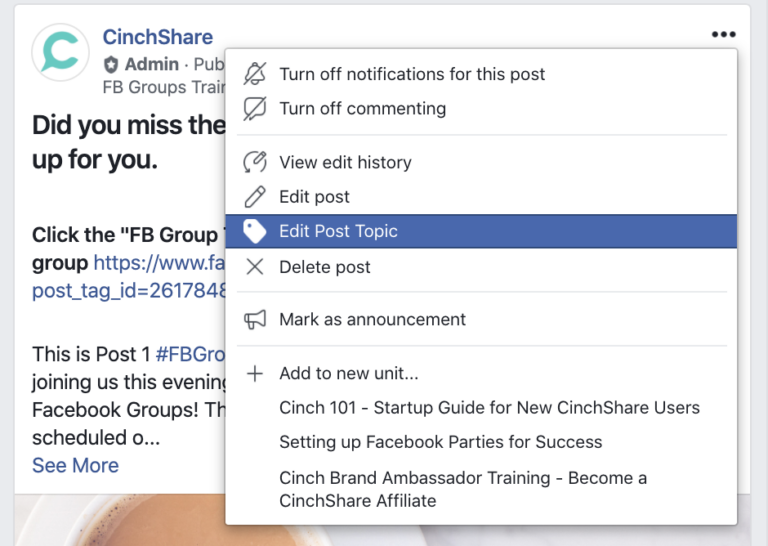 CinchShare
Admin · Pub
FB Groups Trai
Did you miss the
up for you.
Click the "FB Group
group https://www.fa
post_tag_id=2617848
This is Post 1 #FBGro
joining us this evening
Facebook Groups! Th
scheduled o...
See More
Turn off notifications for this post
Turn off commenting
View edit history
Edit post
Edit Post Topic
Delete post
Mark as announcement
Add to new unit...
Cinch 101 - Startup Guide for New CinchShare Users
Setting up Facebook Parties for Success
Cinch Brand Ambassador Training - Become a
CinchShare Affiliate